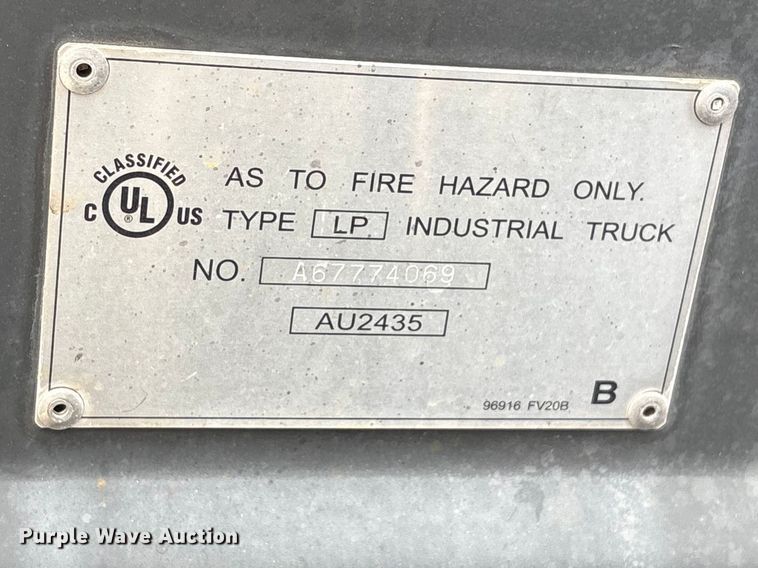 CLASSIFIED
C UL® US
AS TO FIRE HAZARD ONLY.
TYPE LP INDUSTRIAL TRUCK
NO. A67774069
AU2435
96916 FV20B B
Purple Wave Auction